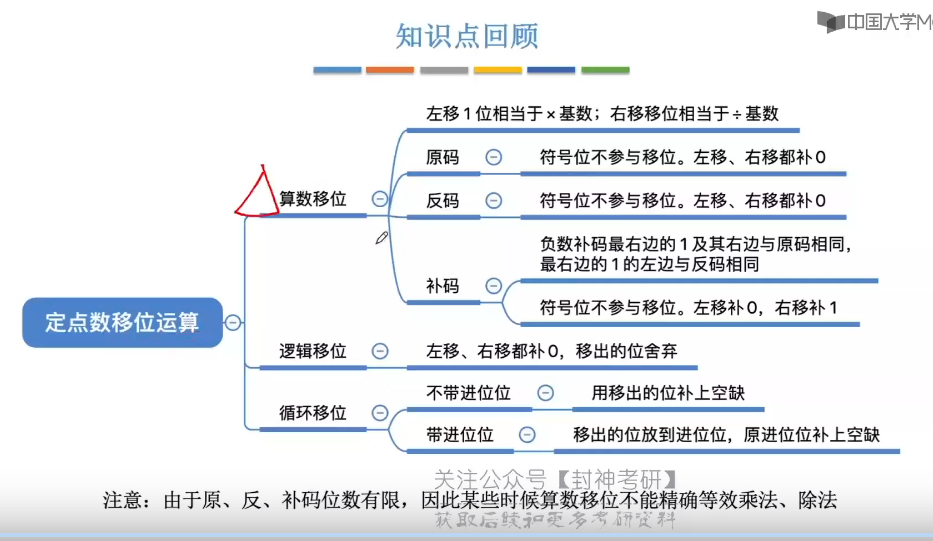 中国大学M
知识点回顾
左移1位相当于×基数；右移移位相当于÷基数
原码
符号位不参与移位。左移、右移都补0
算数移位
反码
符号位不参与移位。左移、右移都补0
负数补码最右边的1及其右边与原码相同，
最右边的1的左边与反码相同
补码
符号位不参与移位。左移补0，右移补1
定点数移位运算
逻辑移位
左移、右移都补0，移出的位舍弃
不带进位位
用移出的位补上空缺
循环移位
带进位位
移出的位放到进位位，原进位位补上空缺
关注公众号【封神考研】
注意：由于原、反、补码位数有限，因此某些时候算数移位不能精确等效乘法、除法
获取后续和更多考研资料